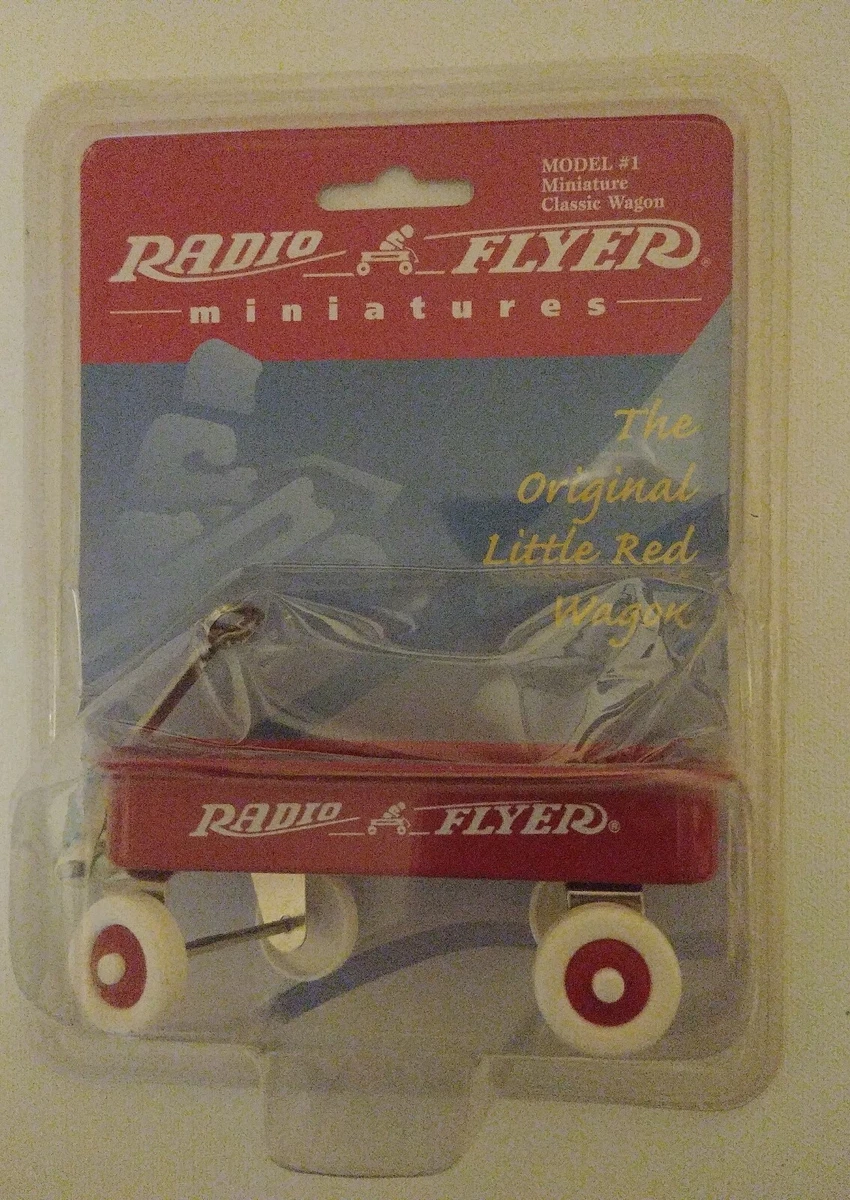 MODEL #1
Miniature
Classic Wagon
RADIO FLYER®
miniatures
The
Original
Little Red
Wagon
RADIO FLYER®